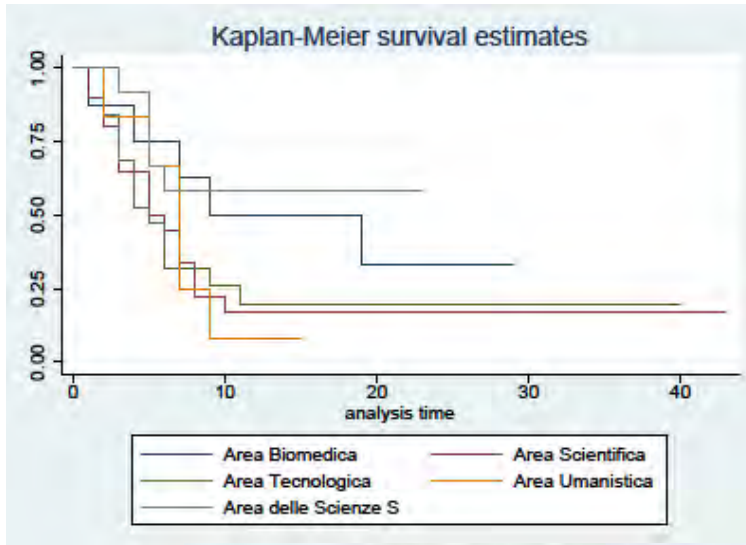 Kaplan-Meier survival estimates
1.00
0.75
0.50
0.25
0.00
0 10 20 30 40
analysis time
Area Biomedica Area Scientifica
Area Tecnologica Area Umanistica
Area delle Scienze S